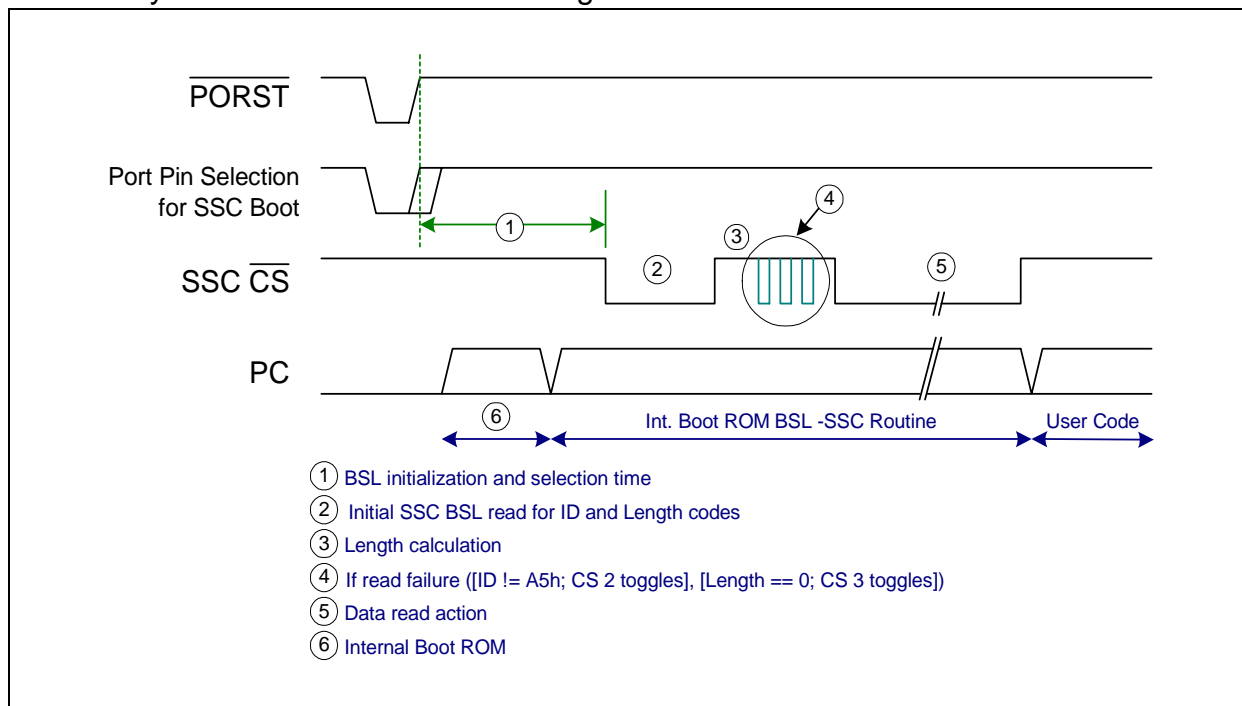 PORST
Port Pin Selection
for SSC Boot
1
4
3
2
5
SSC CS
PC
6
Int. Boot ROM BSL -SSC Routine
User Code
1 BSL initialization and selection time
2 Initial SSC BSL read for ID and Length codes
3 Length calculation
4 If read failure ([ID != A5h; CS 2 toggles], [Length == 0; CS 3 toggles])
5 Data read action
6 Internal Boot ROM